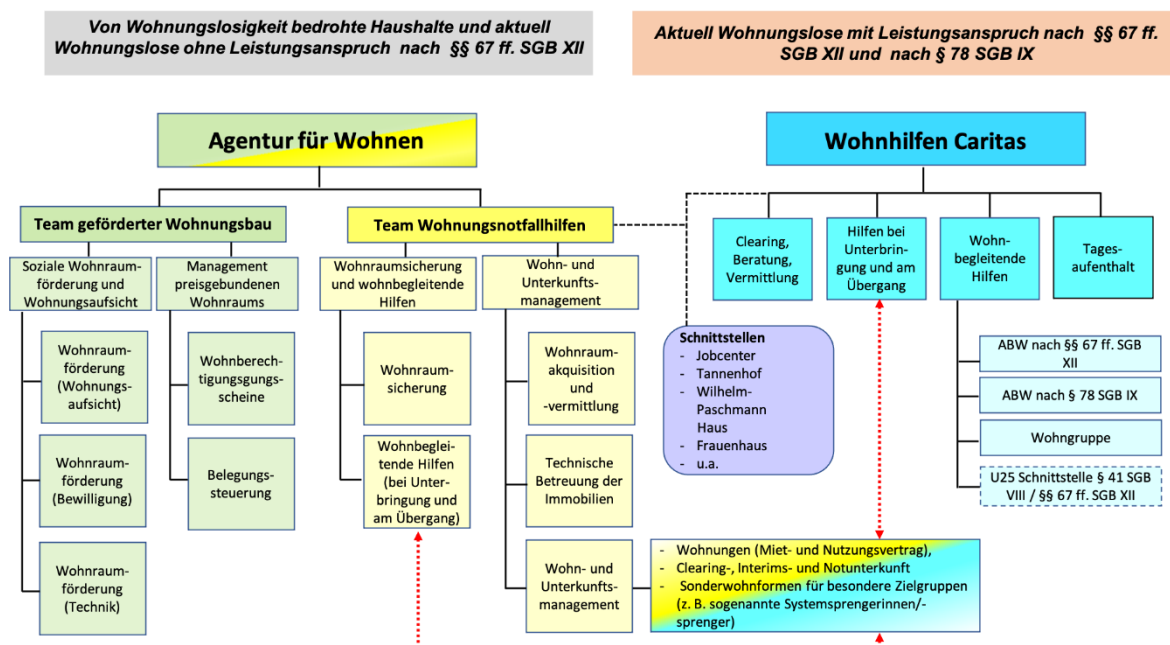 Von Wohnungslosigkeit bedrohte Haushalte und aktuell
Wohnungslose ohne Leistungsanspruch nach §§ 67 ff. SGB XII
Aktuell Wohnungslose mit Leistungsanspruch nach §§ 67 ff.
SGB XII und nach § 78 SGB IX
Agentur für Wohnen
Wohnhilfen Caritas
Team geförderter Wohnungsbau
Team Wohnungsnotfallhilfen
Soziale Wohnraum-
förderung und
Wohnungsaufsicht
Management
preisgebundenen
Wohnraums
Wohnraumsicherung
und wohnbegleitende
Hilfen
Wohn- und
Unterkunfts-
management
Clearing,
Beratung,
Vermittlung
Hilfen bei
Unterbrin-
gung und am
Übergang
Wohn-
begleitende
Hilfen
Tages-
aufenthalt
Wohnraum-
förderung
(Wohnungs-
aufsicht)
Wohnraum-
förderung
(Bewilligung)
Wohnraum-
förderung
(Technik)
Wohnberech-
tigungsgungs-
scheine
Belegungs-
steuerung
Wohnraum-
sicherung
Wohnbeglei-
tende Hilfen
(bei Unter-
bringung und
am Übergang)
Wohnraum-
akquisition
und
-vermittlung
Technische
Betreuung der
Immobilien
Wohn- und
Unterkunfts-
management
Schnittstellen
- Jobcenter
- Tannenhof
- Wilhelm-
Paschmann
Haus
- Frauenhaus
- u.a.
ABW nach §§ 67 ff. SGB
XII
ABW nach § 78 SGB IX
Wohngruppe
U25 Schnittstelle § 41 SGB
VIII / §§ 67 ff. SGB XII
- Wohnungen (Miet- und Nutzungsvertrag),
- Clearing-, Interims- und Notunterkunft
- Sonderwohnformen für besondere Zielgruppen
(z. B. sogenannte Systemsprengerinnen/-
sprenger)